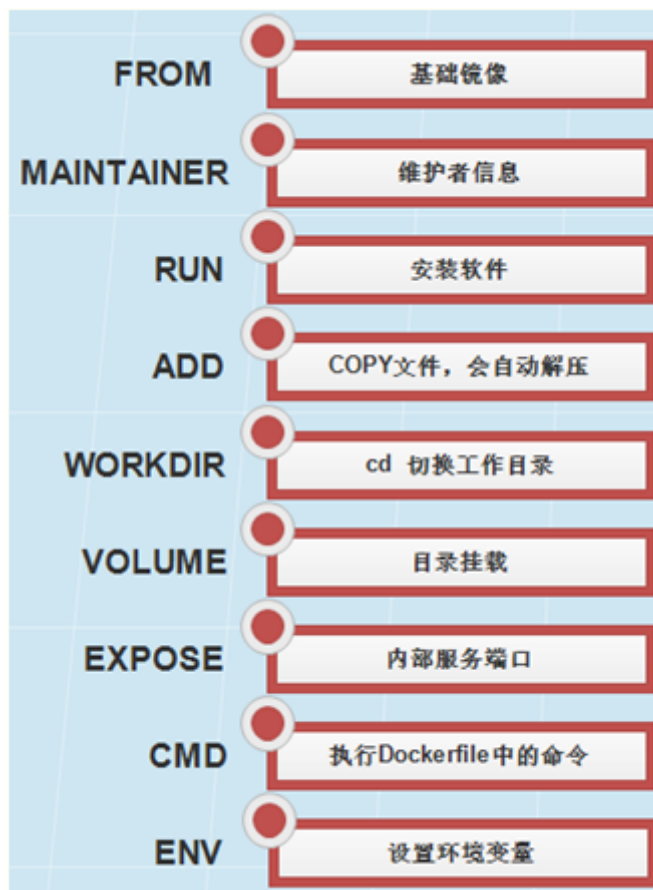 FROM 基础镜像
MAINTAINER 维护者信息
RUN 安装软件
ADD COPY文件，会自动解压
WORKDIR cd 切换工作目录
VOLUME 目录挂载
EXPOSE 内部服务端口
CMD 执行Dockerfile中的命令
ENV 设置环境变量